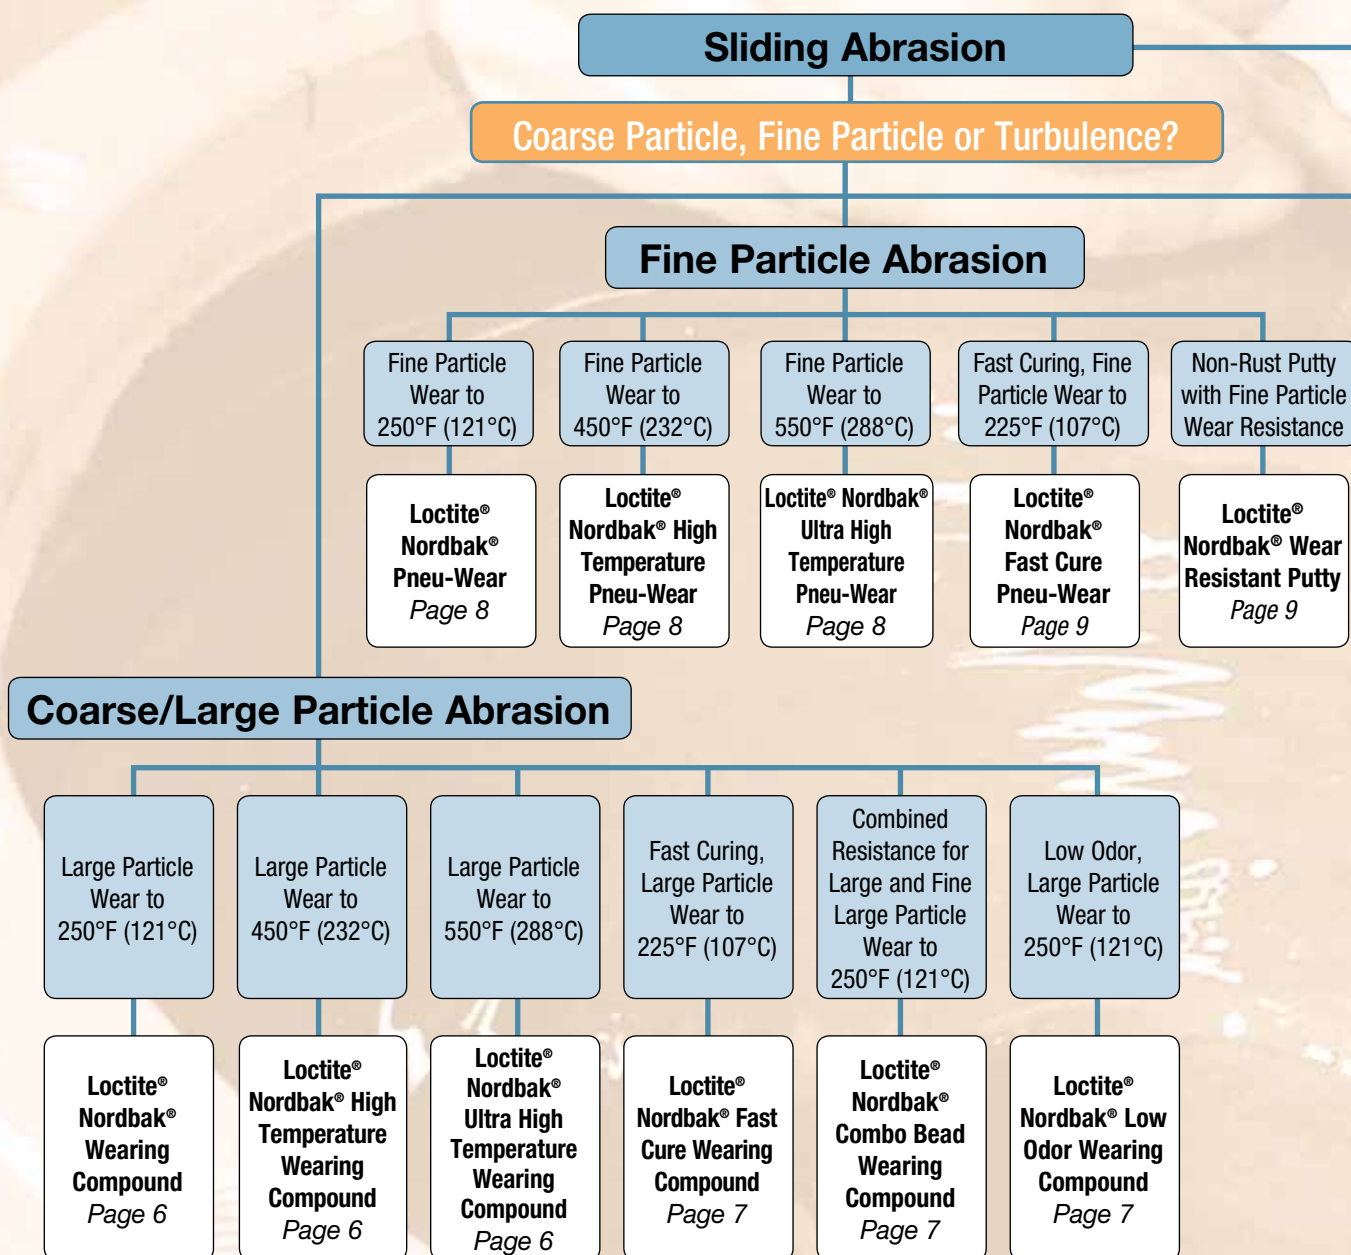 Sliding Abrasion
Coarse Particle, Fine Particle or Turbulence?
Fine Particle Abrasion
Fine Particle
Wear to
250°F (121°C)
Fine Particle
Wear to
450°F (232°C)
Fine Particle
Wear to
550°F (288°C)
Fast Curing, Fine
Particle Wear to
225°F (107°C)
Non-Rust Putty
with Fine Particle
Wear Resistance
Loctite®
Nordbak®
Pneu-Wear
Page 8
Loctite®
Nordbak® High
Temperature
Pneu-Wear
Page 8
Loctite® Nordbak®
Ultra High
Temperature
Pneu-Wear
Page 8
Loctite®
Nordbak®
Fast Cure
Pneu-Wear
Page 9
Loctite®
Nordbak® Wear
Resistant Putty
Page 9
Coarse/Large Particle Abrasion
Large Particle
Wear to
250°F (121°C)
Large Particle
Wear to
450°F (232°C)
Large Particle
Wear to
550°F (288°C)
Fast Curing,
Large Particle
Wear to
225°F (107°C)
Combined
Resistance for
Large and Fine
Large Particle
Wear to
250°F (121°C)
Low Odor,
Large Particle
Wear to
250°F (121°C)
Loctite®
Nordbak®
Wearing
Compound
Page 6
Loctite®
Nordbak® High
Temperature
Wearing
Compound
Page 6
Loctite®
Nordbak®
Ultra High
Temperature
Wearing
Compound
Page 6
Loctite®
Nordbak® Fast
Cure Wearing
Compound
Page 7
Loctite®
Nordbak®
Combo Bead
Wearing
Compound
Page 7
Loctite®
Nordbak® Low
Odor Wearing
Compound
Page 7